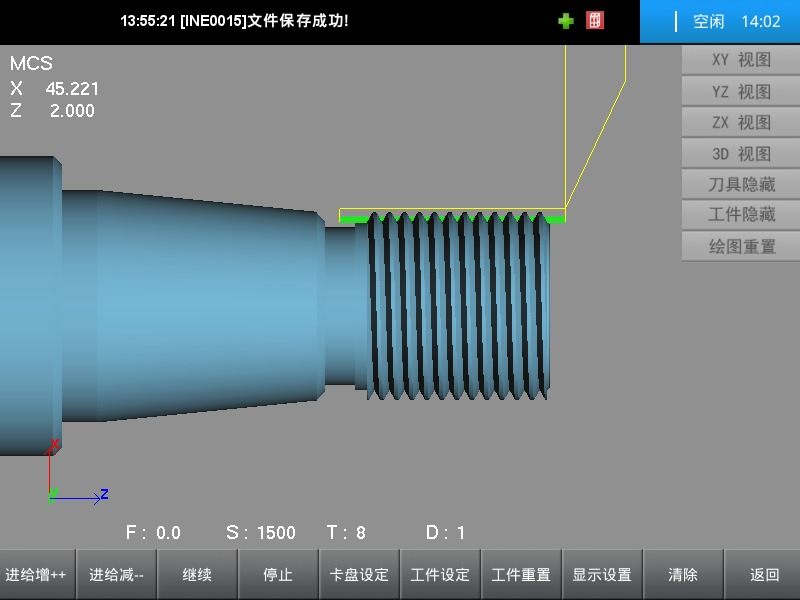 13:55:21 [INE0015]文件保存成功!
空闲 14:02
MCS
X 45.221
Z 2.000
XY 视图
YZ 视图
ZX 视图
3D 视图
刀具隐藏
工件隐藏
绘图重置
X
Z
F: 0.0 S: 1500 T: 8 D: 1
进给增++ 进给减-- 继续 停止 卡盘设定 工件设定 工件重置 显示设置 清除 返回